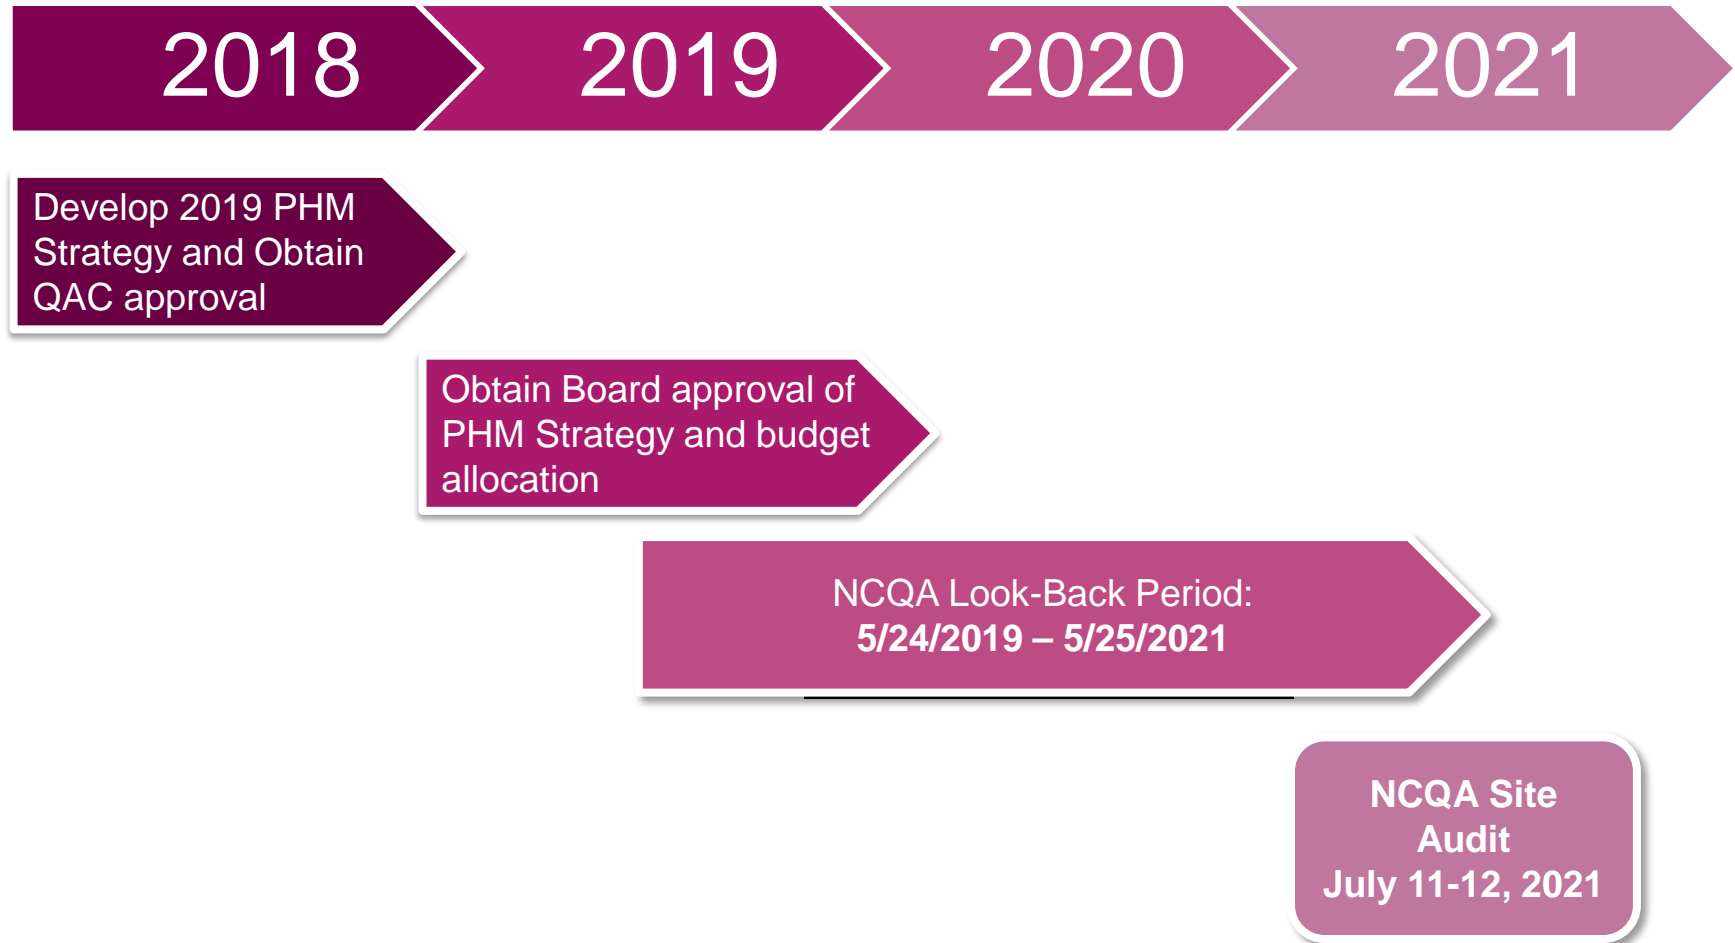 2018
2019
2020
2021
Develop 2019 PHM
Strategy and Obtain
QAC approval
Obtain Board approval of
PHM Strategy and budget
allocation
NCQA Look-Back Period:
5/24/2019 – 5/25/2021
NCQA Site
Audit
July 11-12, 2021